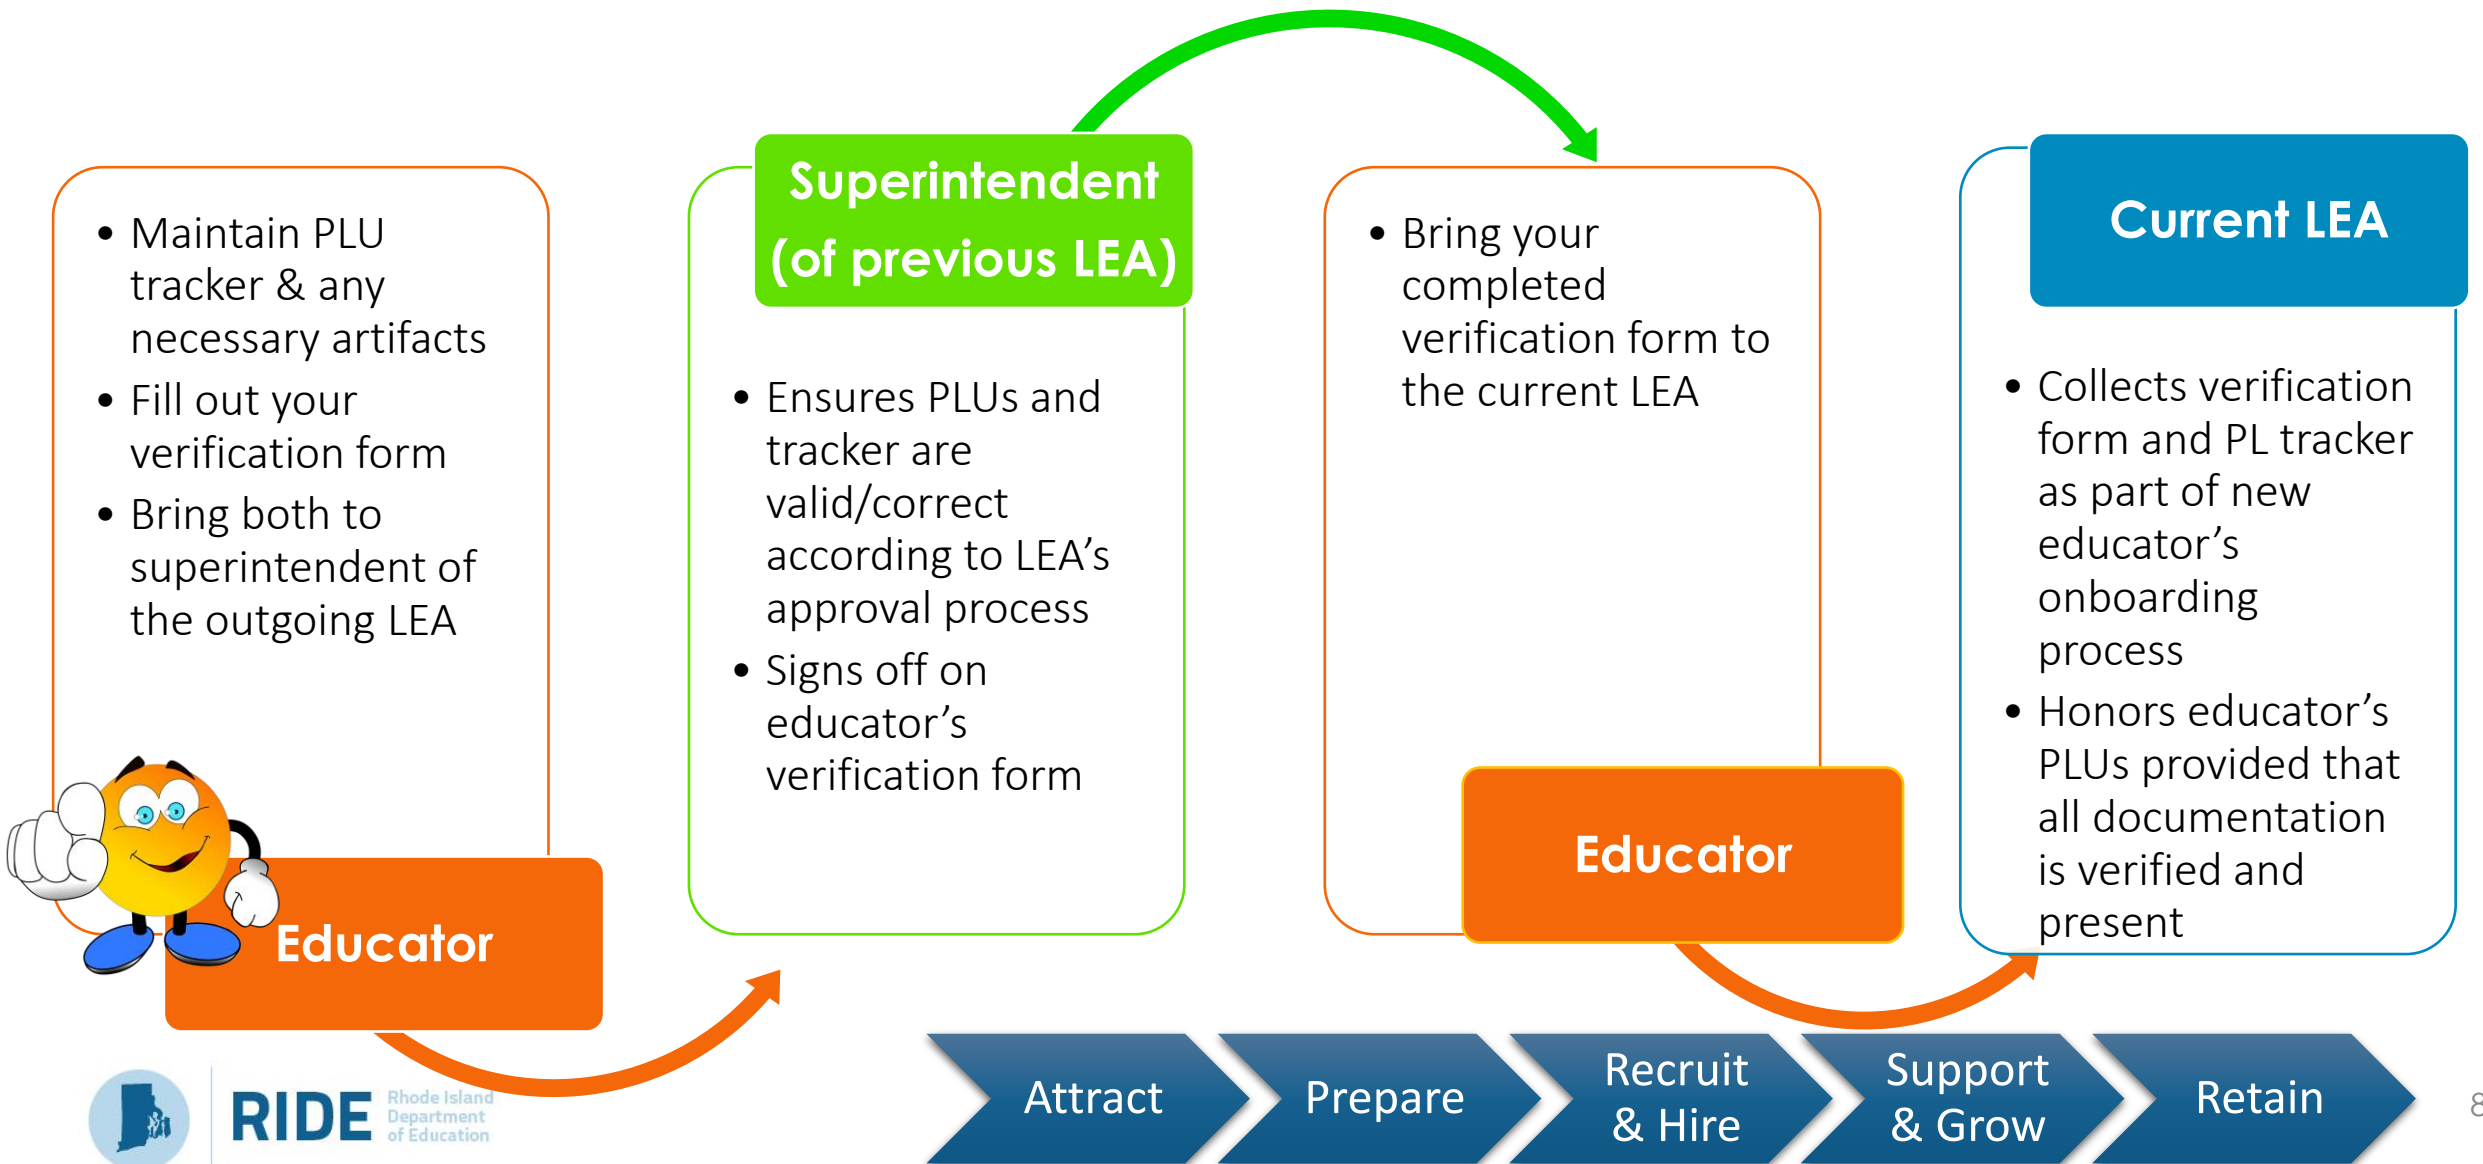 • Maintain PLU
tracker & any
necessary artifacts
• Fill out your
verification form
• Bring both to
superintendent of
the outgoing LEA
Educator
Superintendent
(of previous LEA)
• Ensures PLUs and
tracker are
valid/correct
according to LEA’s
approval process
• Signs off on
educator’s
verification form
• Bring your
completed
verification form to
the current LEA
Educator
Current LEA
• Collects verification
form and PL tracker
as part of new
educator’s
onboarding
process
• Honors educator’s
PLUs provided that
all documentation
is verified and
present
RIDE
Rhode Island
Department
of Education
Attract
Prepare
Recruit
& Hire
Support
& Grow
Retain
8